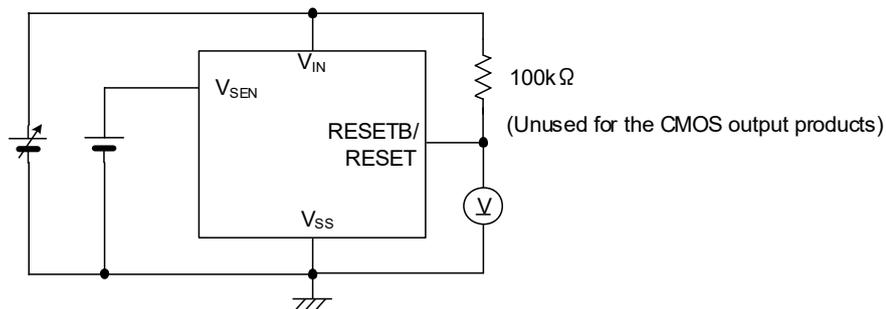 VIN
VSEN
100kΩ
(Unused for the CMOS output products)
RESETB/
RESET
V
VSS